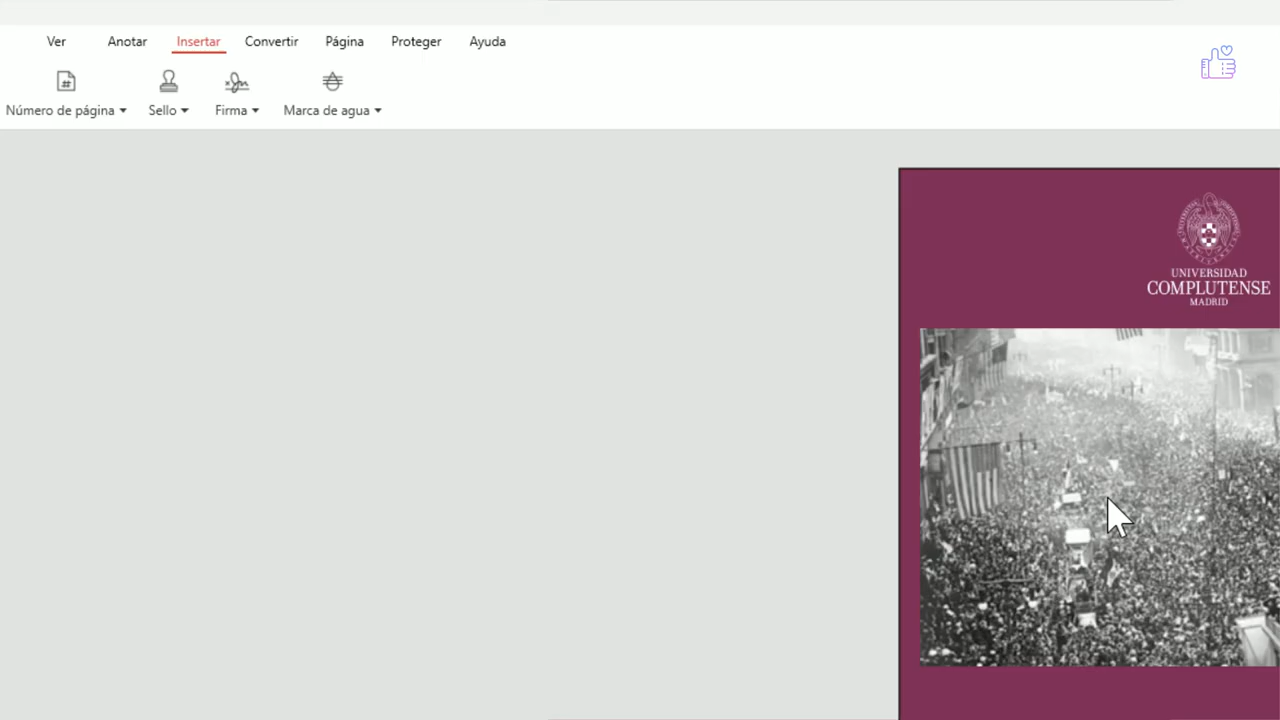 Ver Anotar Insertar Convertir Página Proteger Ayuda
Número de página Sello Firma Marca de agua
UNIVERSIDAD
COMPLUTENSE
MADRID